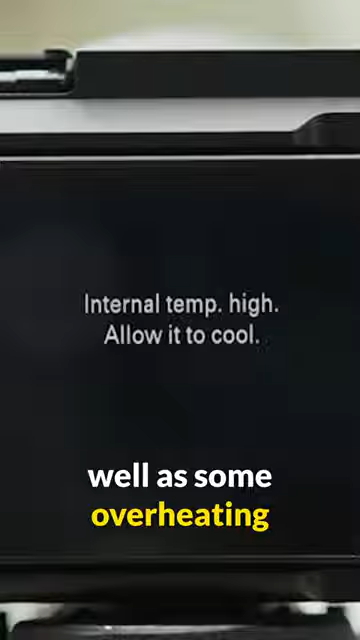 Internal temp. high.
Allow it to cool.
well as some
overheating